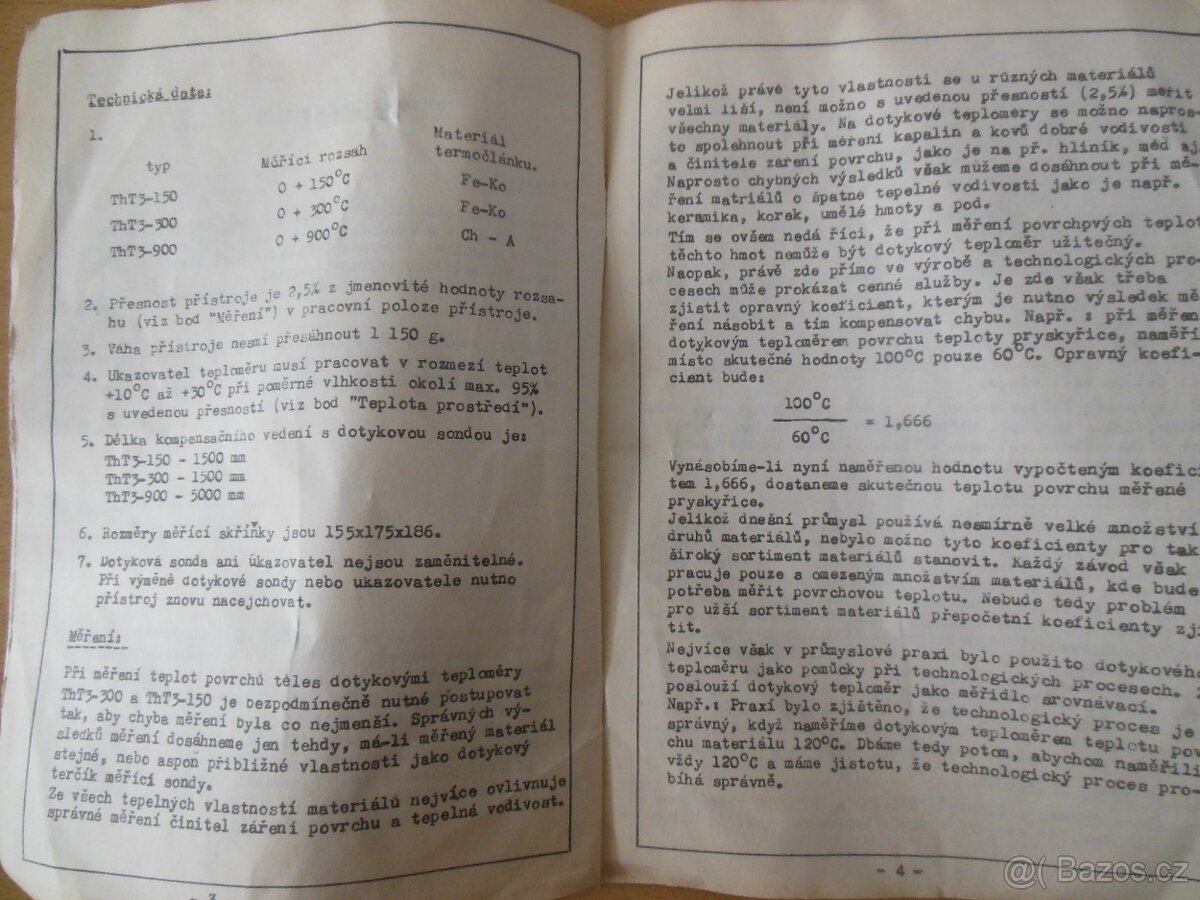 Technická data:
1.
typ Měřící rozsah Materiál termočlánku.
ThT3-150 0 + 150°C Fe-Ko
ThT3-300 0 + 300°C Fe-Ko
ThT3-900 0 + 900°C Ch - A
2. Přesnost přístroje je 2,5% z jmenovité hodnoty rozsa-
hu (viz bod "Měření") v pracovní poloze přístroje.
3. Váha přístroje nesmí přesáhnout 1 150 g.
4. Ukazovatel teploměru musí pracovat v rozmezí teplot
+10°C až +30°C při poměrné vlhkosti okolí max. 95%
s uvedenou přesností (viz bod "Teplota prostředí").
5. Délka kompensačního vedení s dotykovou sondou je:
ThT3-150 - 1500 mm
ThT3-300 - 1500 mm
ThT3-900 - 5000 mm
6. Rozměry měřící skříňky jsou 155x175x186.
7. Dotyková sonda ani ukazovatel nejsou zaměnitelné.
Při výměně dotykové sondy nebo ukazovatele nutno
přístroj znovu nacejchovat.
Měření:
Při měření teplot povrchů těles dotykovými teploměry
ThT3-300 a ThT3-150 je bezpodmínečně nutné postupovat
tak, aby chyba měření byla co nejmenší. Správných vý-
sledků měření dosáhneme jen tehdy, má-li měřený materiál
stejné, nebo aspoň přibližné vlastnosti jako dotykový
terčík měřící sondy.
Ze všech tepelných vlastností materiálů nejvíce ovlivnuje
správné měření činitel záření povrchu a tepelná vodivost.
- 3
Jelikož právě tyto vlastnosti se u různých materiálů
velmi liší, není možno s uvedenou přesností (2,5%) měřit
všechny materiály. Na dotykové teploměry se možno napros-
to spolehnout při měření kapalin a kovů dobré vodivosti
a činitele záření povrchu, jako je na př. hliník, měd aj
Naprosto chybných výsledků však můžeme dosáhnout při mě-
ření matriálů o špatné tepelné vodivosti jako je např.
keramika, korek, umělé hmoty a pod.
Tím se ovšem nedá říci, že při měření povrchpvých teplot
těchto hmot nemůže být dotykový teploměr užitečný.
Naopak, právě zde přímo ve výrobě a technologických pro-
cesech může prokázat cenné služby. Je zde však třeba
zjistit opravný koeficient, kterým je nutno výsledek mě
ření násobit a tím kompensovat chybu. Např. : při měřen
dotykovým teploměrem povrchu teploty pryskyřice, naměří
místo skutečné hodnoty 100°C pouze 60°C. Opravný koefi-
cient bude:
100°C
= 1,666
60°C
Vynásobíme-li nyní naměřenou hodnotu vypočteným koefici
tem 1,666, dostaneme skutečnou teplotu povrchu měřené
pryskyřice.
Jelikož dnešní průmysl používá nesmírně velké množství
druhů materiálů, nebylo možno tyto koeficienty pro tak
široký sortiment materiálů stanovit. Každý závod však
pracuje pouze s omezeným množstvím materiálů, kde bude
potřeba měřit povrchovou teplotu. Nebude tedy problém
pro užší sortiment materiálů přepočetní koeficienty zji
tit.
Nejvíce však v průmyslové praxi bylo použito dotykového
teploměru jako pomůcky při technologických procesech.
poslouží dotykový teploměr jako měřidlo srovnávací.
Např.: Praxí bylo zjištěno, že technologický proces je
správný, když naměříme dotykovým teploměrem teplotu pov
chu materiálu 120°C. Dbáme tedy potom, abychom naměřili
vždy 120°C a máme jistotu, že technologický proces pro-
bíhá správně.
- 4 -
@( Bazos.cz